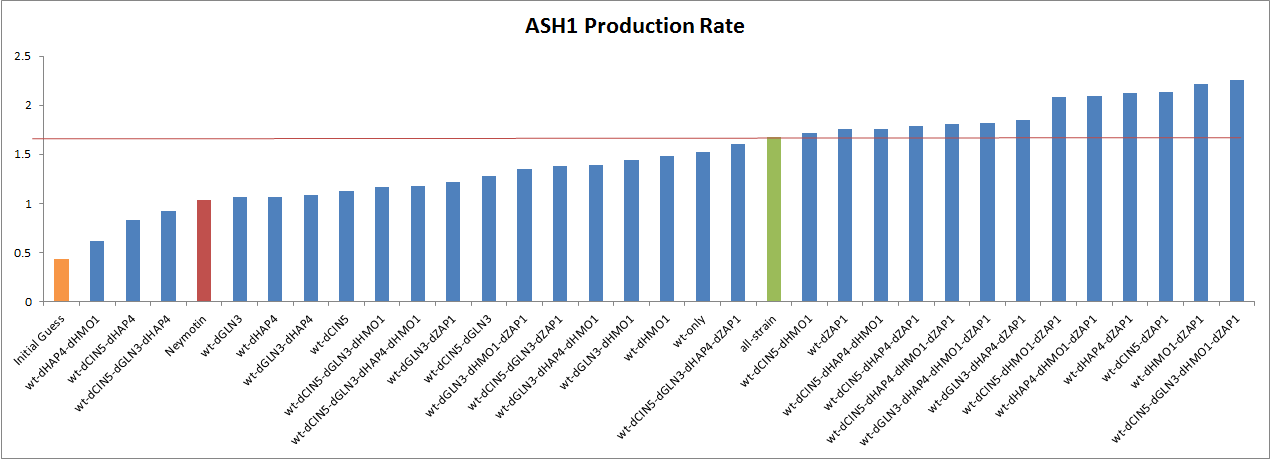 ASH1 Production Rate
2.5
2
1.5
1
0.5
0
Initial Guess
wt-dHAP4-dHMO1
wt-dCIN5-dHAP4
wt-dCIN5-dGLN3-dHAP4
Neymotin
wt-dGLN3
wt-dHAP4
wt-dGLN3-dHAP4
wt-dCIN5
wt-dCIN5-dGLN3-dHMO1
wt-dCIN5-dGLN3-dHAP4-dHMO1
wt-dGLN3-dZAP1
wt-dCIN5-dGLN3
wt-dGLN3-dHMO1-dZAP1
wt-dCIN5-dGLN3-dZAP1
wt-dGLN3-dHAP4-dHMO1
wt-dGLN3-dHMO1
wt-dHMO1
wt-only
wt-dCIN5-dGLN3-dHAP4-dZAP1
all-strain
wt-dCIN5-dHMO1
wt-dZAP1
wt-dCIN5-dHAP4-dHMO1
wt-dCIN5-dHAP4-dZAP1
wt-dCIN5-dHAP4-dHMO1-dZAP1
wt-dGLN3-dHAP4-dHMO1-dZAP1
wt-dGLN3-dHAP4-dZAP1
wt-dCIN5-dHMO1-dZAP1
wt-dHAP4-dHMO1-dZAP1
wt-dHAP4-dZAP1
wt-dCIN5-dZAP1
wt-dHMO1-dZAP1
wt-dCIN5-dGLN3-dHMO1-dZAP1